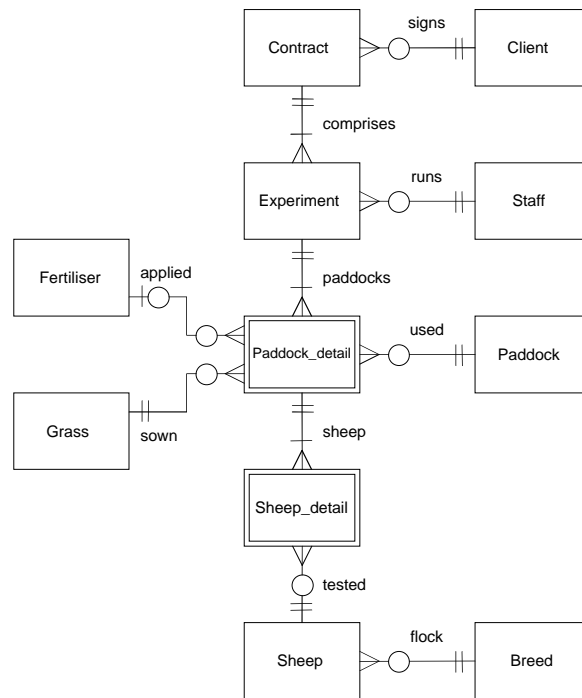 signs
Contract
Client
comprises
runs
Experiment
Staff
applied
paddocks
Fertiliser
used
Paddock_detail
Paddock
Grass
sown
sheep
Sheep_detail
tested
flock
Sheep
Breed